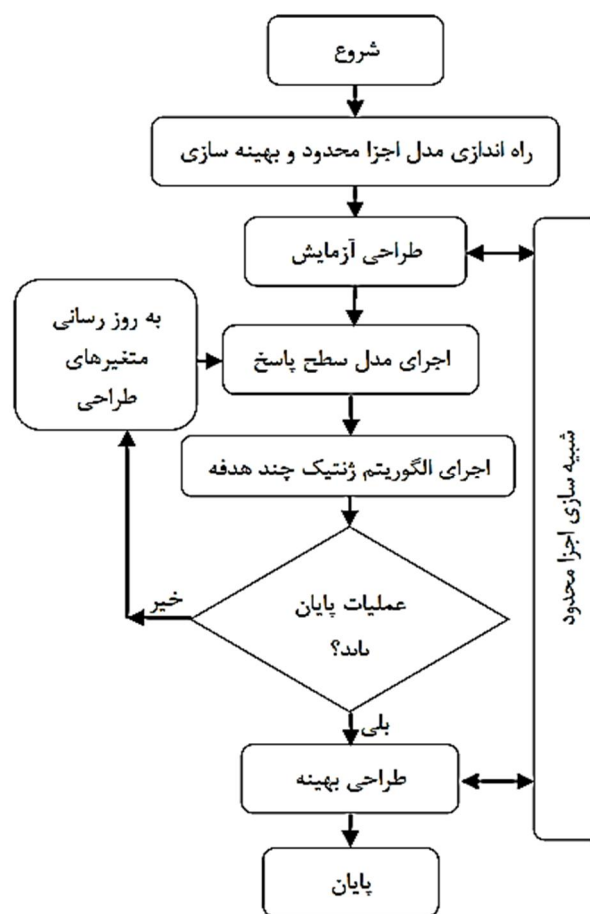 شروع
راه اندازی مدل اجزا محدود و بهینه سازی
طراحی آزمایش
به روز رسانی
متغیرهای
طراحی
اجرای مدل سطح پاسخ
اجرای الگوریتم ژنتیک چند هدفه
شبیه سازی اجزا محدود
عملیات پایان
یابد؟
خیر
بلی
طراحی بهینه
پایان